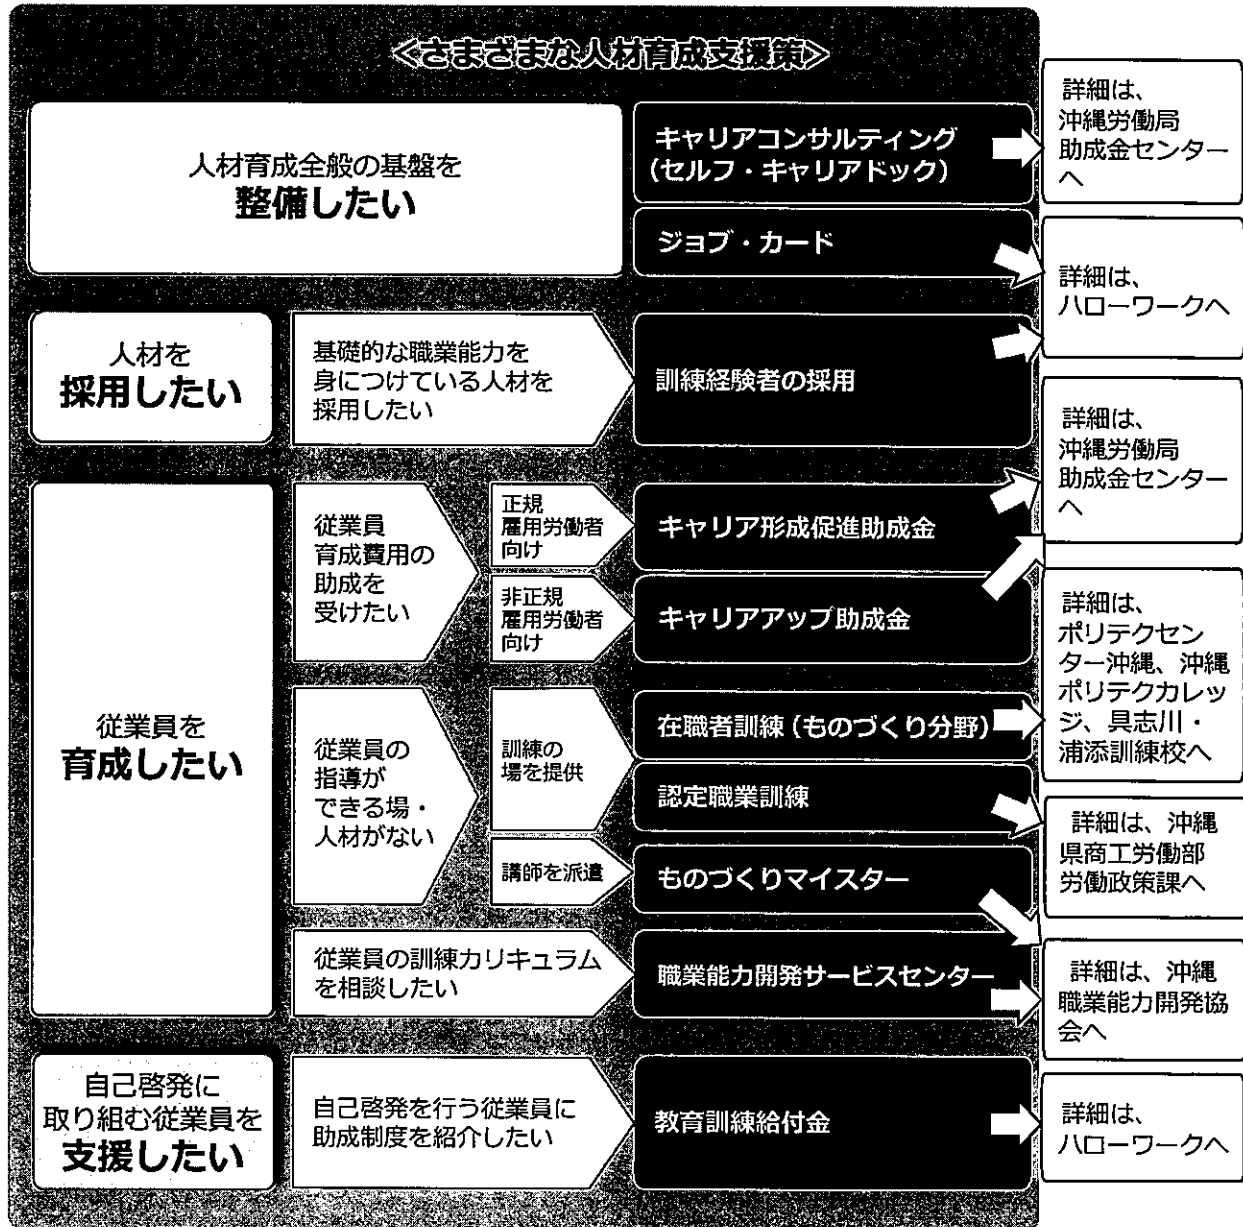 <さまざまな人材育成支援策>
人材育成全般の基盤を
整備したい
キャリアコンサルティング
（セルフ・キャリアドック）
詳細は、
沖縄労働局
助成金センター
へ
ジョブ・カード
詳細は、
ハローワークへ
人材を
採用したい
基礎的な職業能力を
身につけている人材を
採用したい
訓練経験者の採用
従業員を
育成したい
従業員
育成費用の
助成を
受けたい
正規
雇用労働者
向け
キャリア形成促進助成金
詳細は、
沖縄労働局
助成金センター
へ
非正規
雇用労働者
向け
キャリアアップ助成金
従業員の
指導が
できる場・
人材がない
訓練の
場を提供
在職者訓練（ものづくり分野）
詳細は、
ポリテクセン
ター沖縄、沖縄
ポリテクカレッ
ジ、具志川・
浦添訓練校へ
認定職業訓練
詳細は、沖縄
県商工労働部
労働政策課へ
講師を派遣
ものづくりマイスター
従業員の訓練カリキュラム
を相談したい
職業能力開発サービスセンター
詳細は、沖縄
職業能力開発協
会へ
自己啓発に
取り組む従業員を
支援したい
自己啓発を行う従業員に
助成制度を紹介したい
教育訓練給付金
詳細は、
ハローワークへ